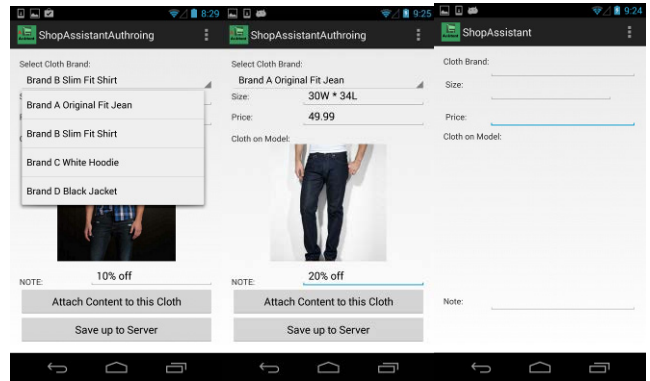 8:29
ShopAssistantAuthroing
Select Cloth Brand:
Brand B Slim Fit Shirt
Brand A Original Fit Jean
Brand B Slim Fit Shirt
Brand C White Hoodie
Brand D Black Jacket
NOTE: 10% off
Attach Content to this Cloth
Save up to Server
9:25
ShopAssistantAuthroing
Select Cloth Brand:
Brand A Original Fit Jean
Size: 30W * 34L
Price: 49.99
Cloth on Model:
NOTE: 20% off
Attach Content to this Cloth
Save up to Server
9:24
ShopAssistant
Cloth Brand:
Size:
Price:
Cloth on Model:
Note: